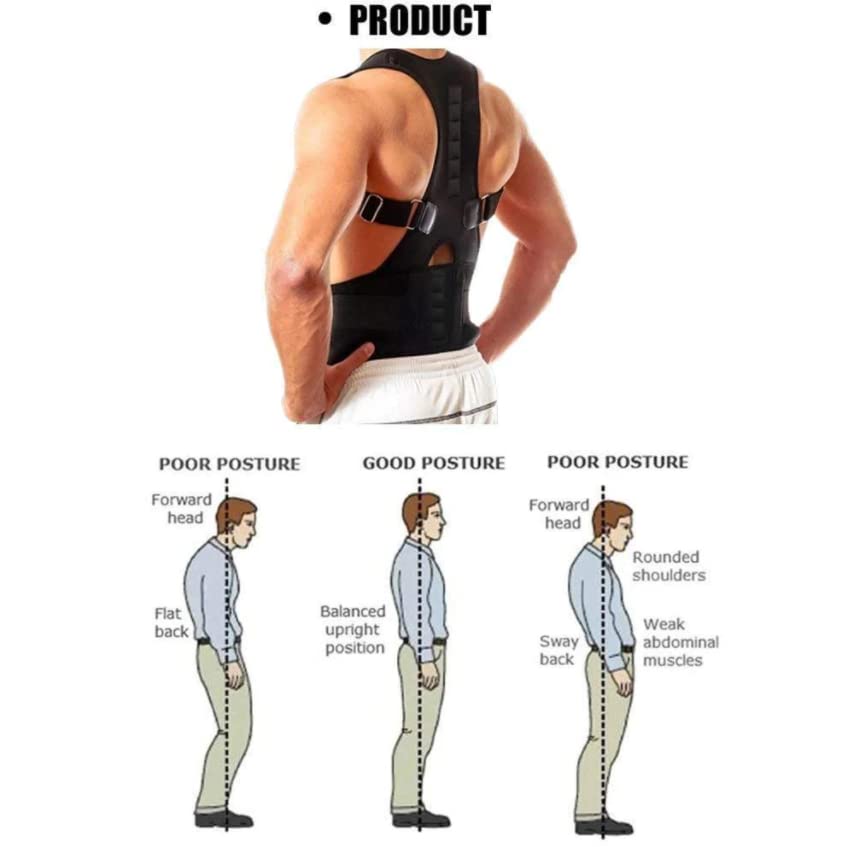 • PRODUCT
POOR POSTURE
Forward
head
Flat
back
GOOD POSTURE
Balanced
upright
position
POOR POSTURE
Forward
head
Rounded
shoulders
Sway
back
Weak
abdominal
muscles